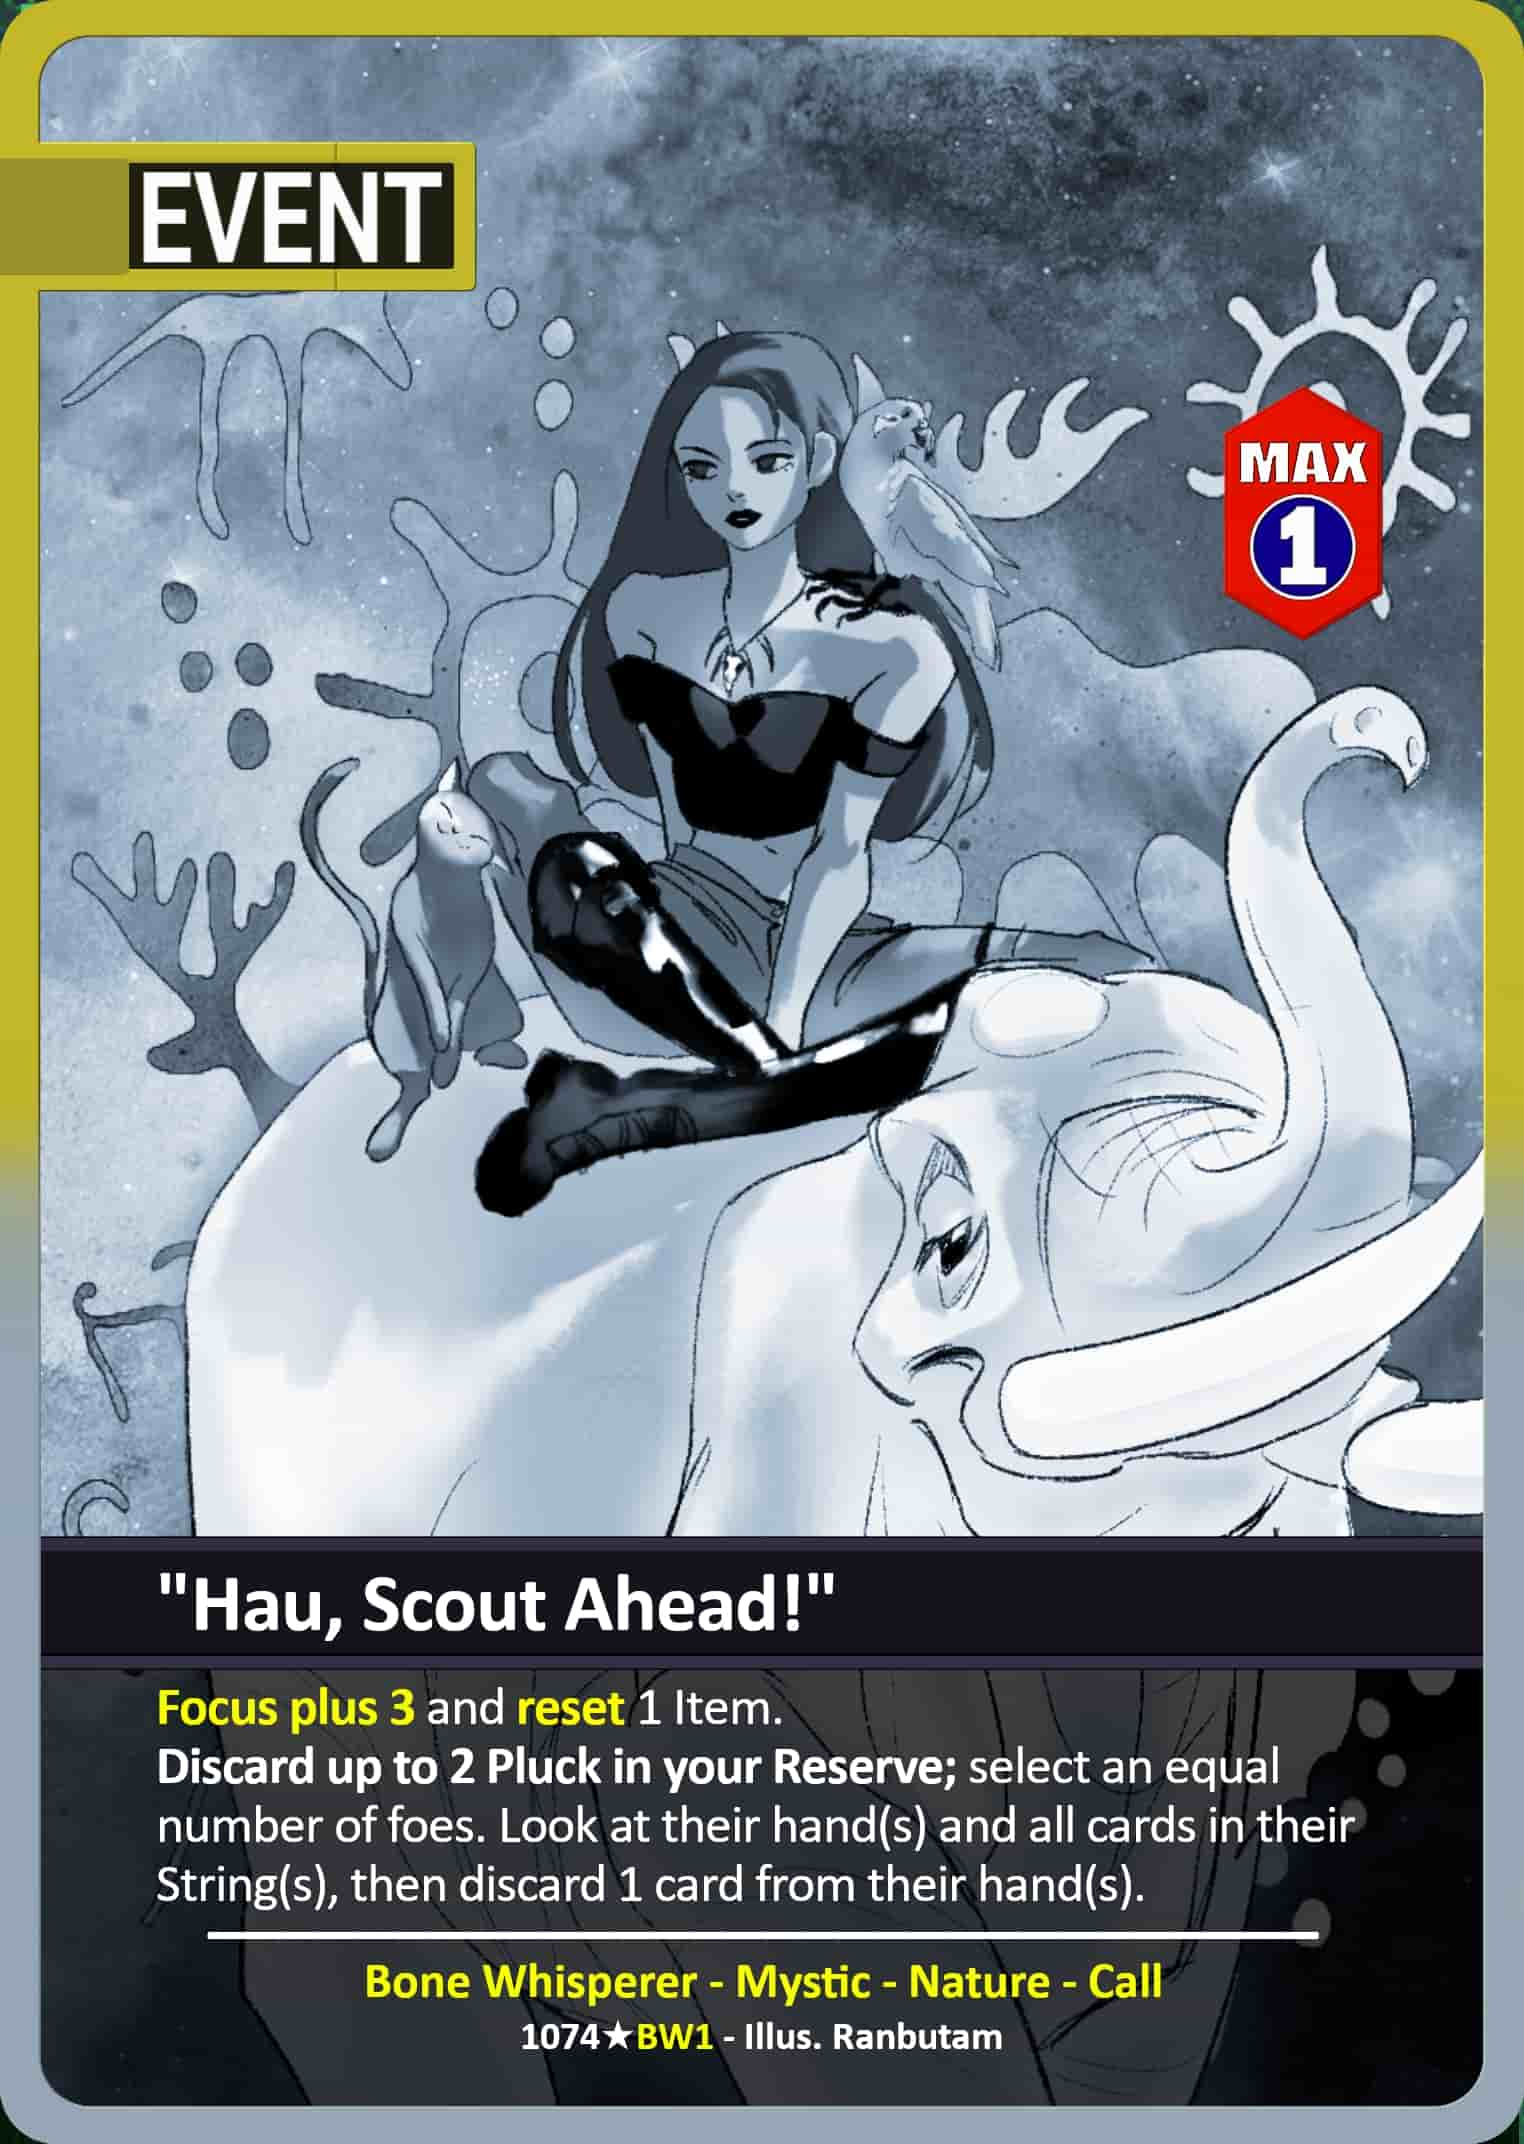 EVENT
MAX
1
"Hau, Scout Ahead!"
Focus plus 3 and reset 1 Item.
Discard up to 2 Pluck in your Reserve; select an equal
number of foes. Look at their hand(s) and all cards in their
String(s), then discard 1 card from their hand(s).
Bone Whisperer - Mystic - Nature - Call
1074★BW1 - Illus. Ranbutam